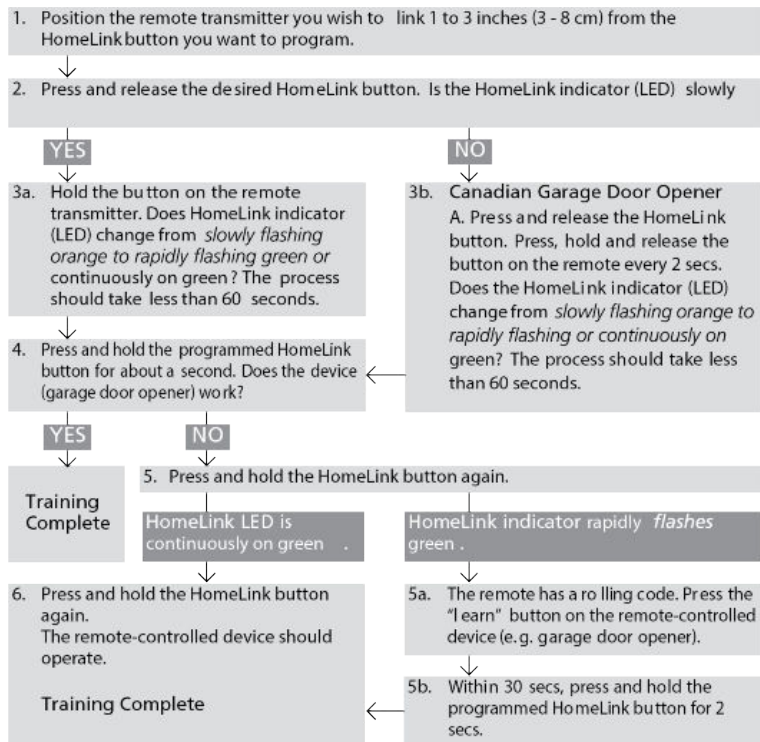 1. Position the remote transmitter you wish to link 1 to 3 inches (3 - 8 cm) from the
HomeLink button you want to program.
2. Press and release the desired HomeLink button. Is the HomeLink indicator (LED) slowly
YES
NO
3a. Hold the button on the remote
transmitter. Does HomeLink indicator
(LED) change from slowly flashing
orange to rapidly flashing green or
continuously on green? The process
should take less than 60 seconds.
3b. Canadian Garage Door Opener
A. Press and release the HomeLink
button. Press, hold and release the
button on the remote every 2 secs.
Does the HomeLink indicator (LED)
change from slowly flashing orange to
rapidly flashing or continuously on
green? The process should take less
than 60 seconds.
4. Press and hold the programmed HomeLink
button for about a second. Does the device
(garage door opener) work?
YES
NO
Training
Complete
5. Press and hold the HomeLink button again.
HomeLink LED is
continuously on green .
HomeLink indicator rapidly flashes
green .
6. Press and hold the HomeLink button
again.
The remote-controlled device should
operate.
Training Complete
5a. The remote has a rolling code. Press the
"learn" button on the remote-controlled
device (e.g. garage door opener).
5b. Within 30 secs, press and hold the
programmed HomeLink button for 2
secs.